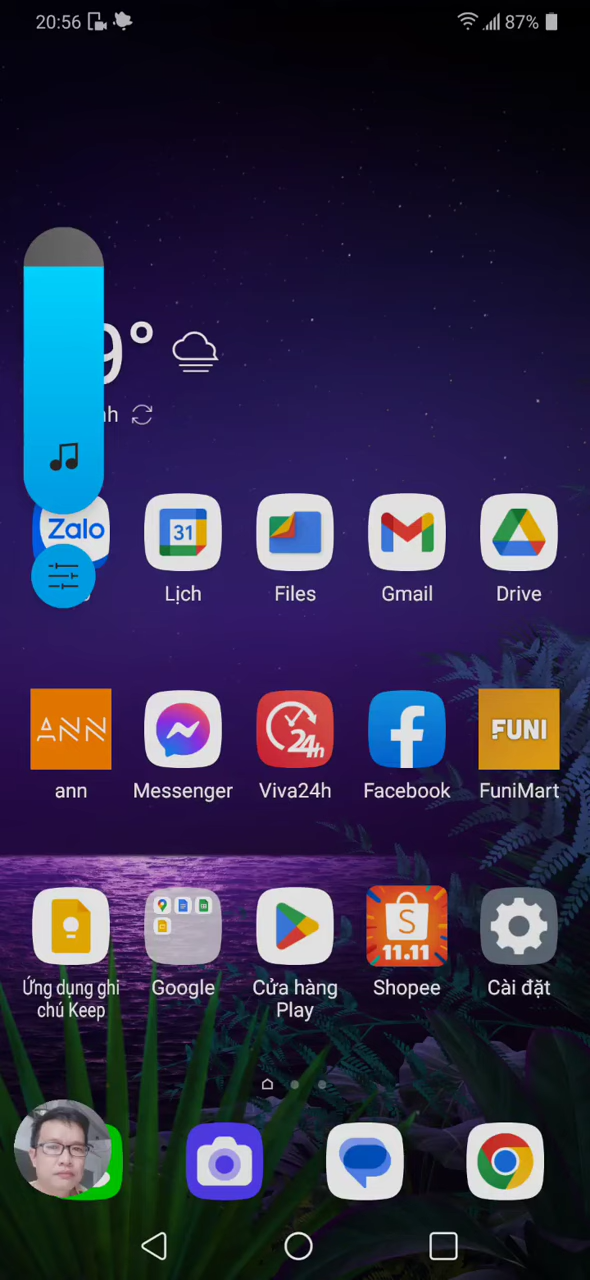 20:56
87%
9°
nh
Zalo
31
Lịch
Files
Gmail
Drive
ANN
24h
FUNI
ann
Messenger
Viva24h
Facebook
FuniMart
S
11.11
Ứng dụng ghi
chú Keep
Google
Cửa hàng
Play
Shopee
Cài đặt